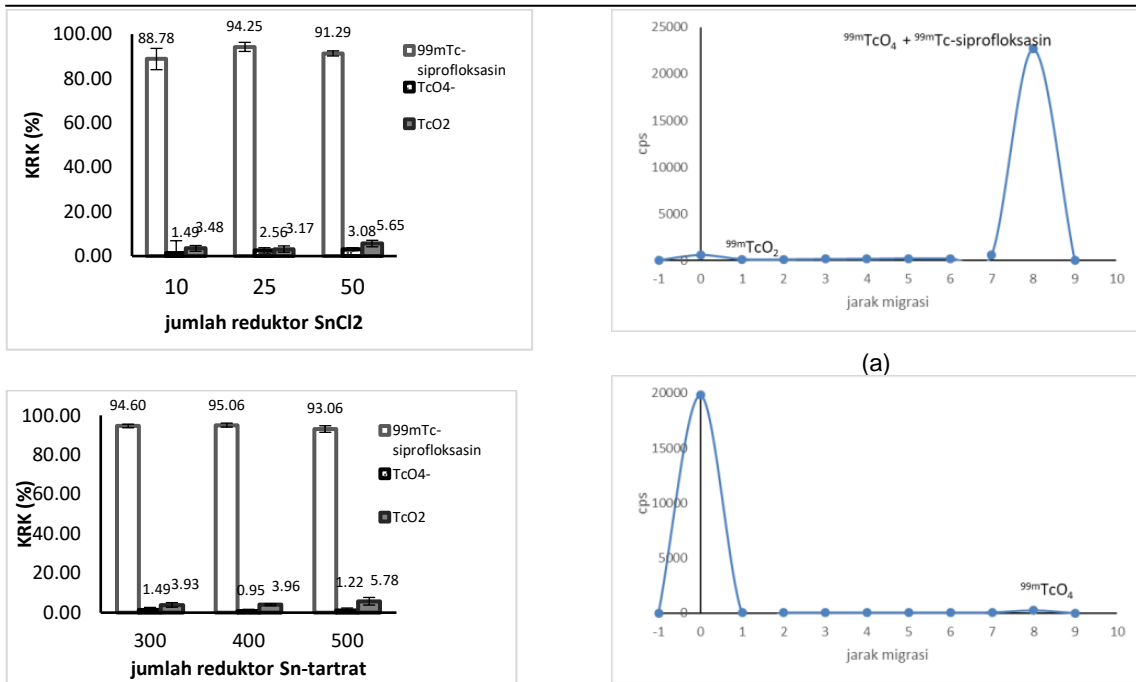 100.00
80.00
60.00
40.00
20.00
0.00
KRK (%)
88.78
94.25
91.29
1.49
3.48
2.56
3.17
3.08
5.65
10 25 50
jumlah reduktor SnCl2
99mTc-
siprofloksasin
TcO4-
TcO2
25000
20000
15000
10000
5000
0
cps
⁹⁹ᵐTcO₄ + ⁹⁹ᵐTc-siprofloksasin
⁹⁹ᵐTcO₂
-1 0 1 2 3 4 5 6 7 8 9 10
jarak migrasi
(a)
100.00
80.00
60.00
40.00
20.00
0.00
KRK (%)
94.60
95.06
93.06
1.49
3.93
0.95
3.96
1.22
5.78
300 400 500
jumlah reduktor Sn-tartrat
99mTc-
siprofloksasin
TcO4-
TcO2
20000
15000
10000
5000
0
cps
⁹⁹ᵐTcO₄
-1 0 1 2 3 4 5 6 7 8 9 10
jarak migrasi